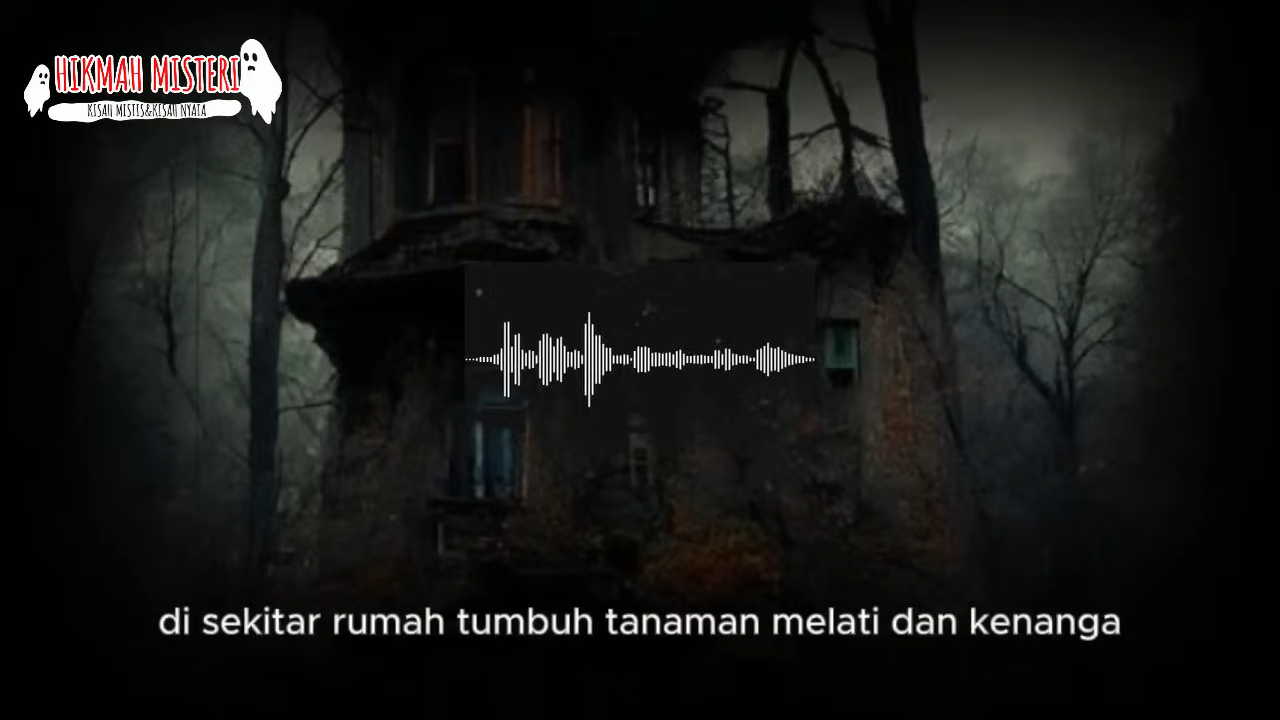 HIKMAH MISTERI
KISAH MISTIS&KISAH NYATA
di sekitar rumah tumbuh tanaman melati dan kenanga